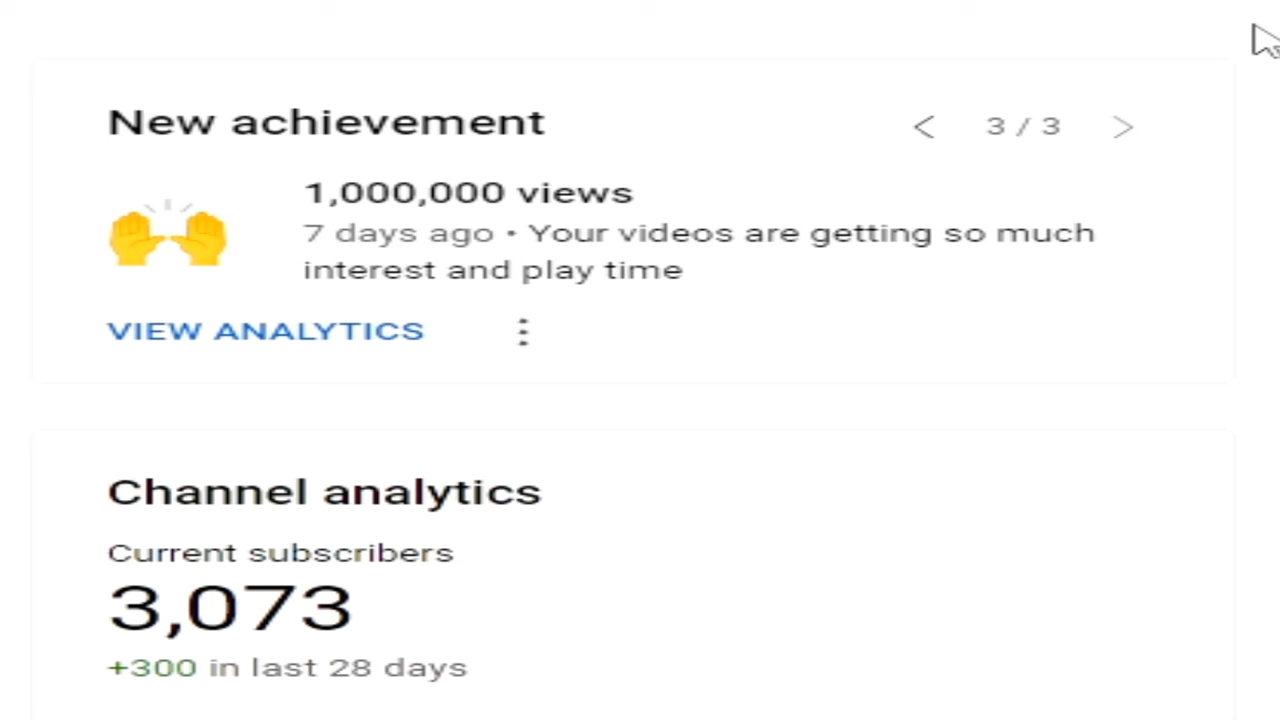 New achievement
< 3 / 3 >
1,000,000 views
7 days ago • Your videos are getting so much
interest and play time
VIEW ANALYTICS
Channel analytics
Current subscribers
3,073
+300 in last 28 days